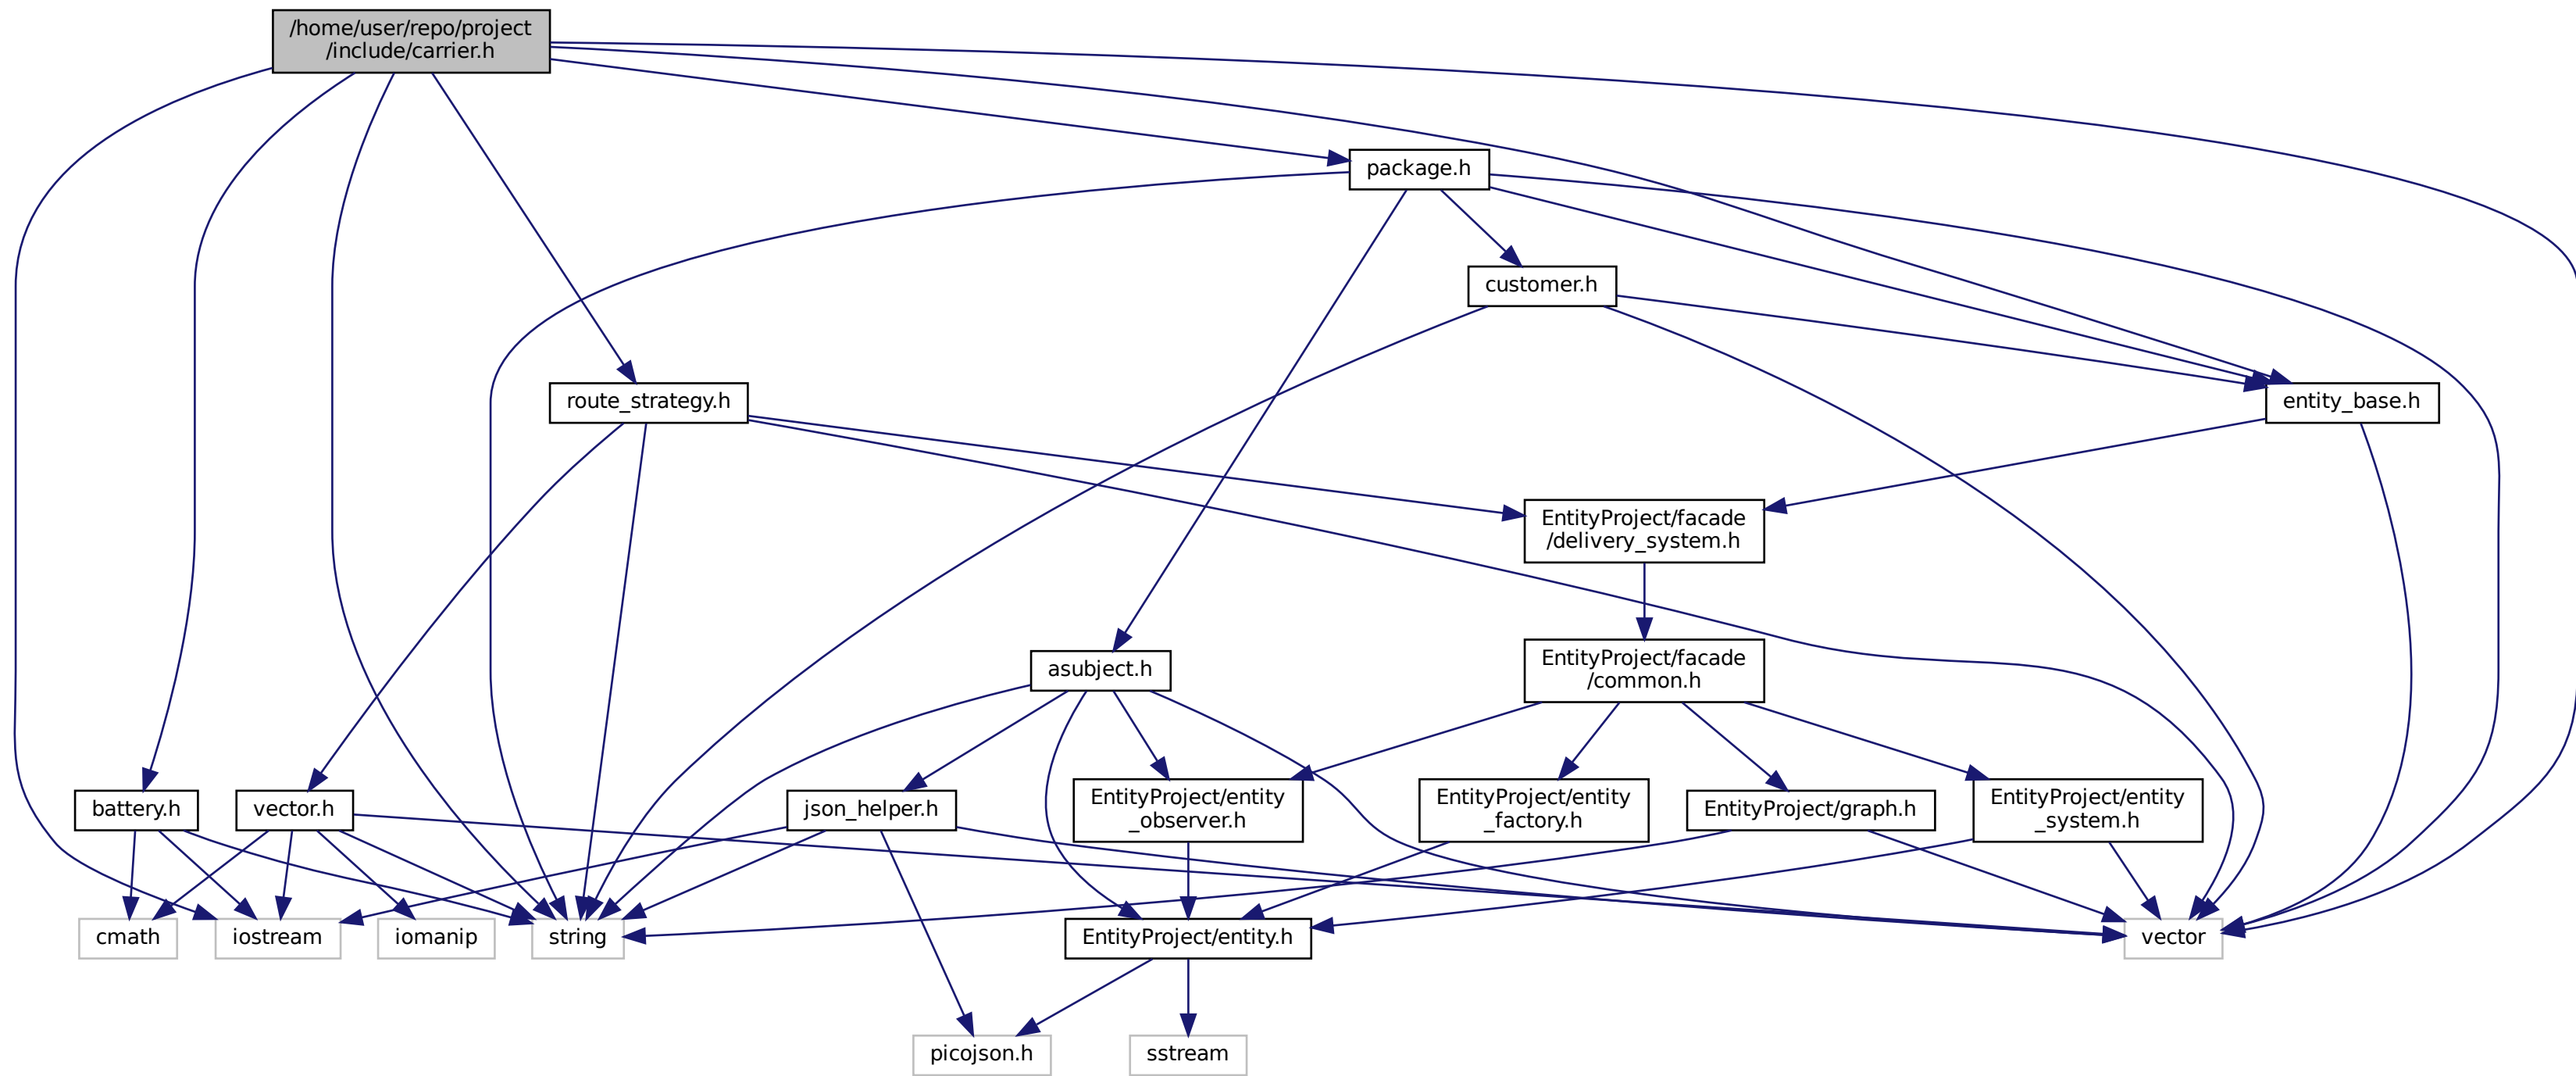 /home/user/repo/project
/include/carrier.h
package.h
customer.h
route_strategy.h
entity_base.h
EntityProject/facade
/delivery_system.h
asubject.h
EntityProject/facade
/common.h
battery.h
vector.h
json_helper.h
EntityProject/entity
_observer.h
EntityProject/entity
_factory.h
EntityProject/graph.h
EntityProject/entity
_system.h
cmath
iostream
iomanip
string
EntityProject/entity.h
vector
picojson.h
sstream